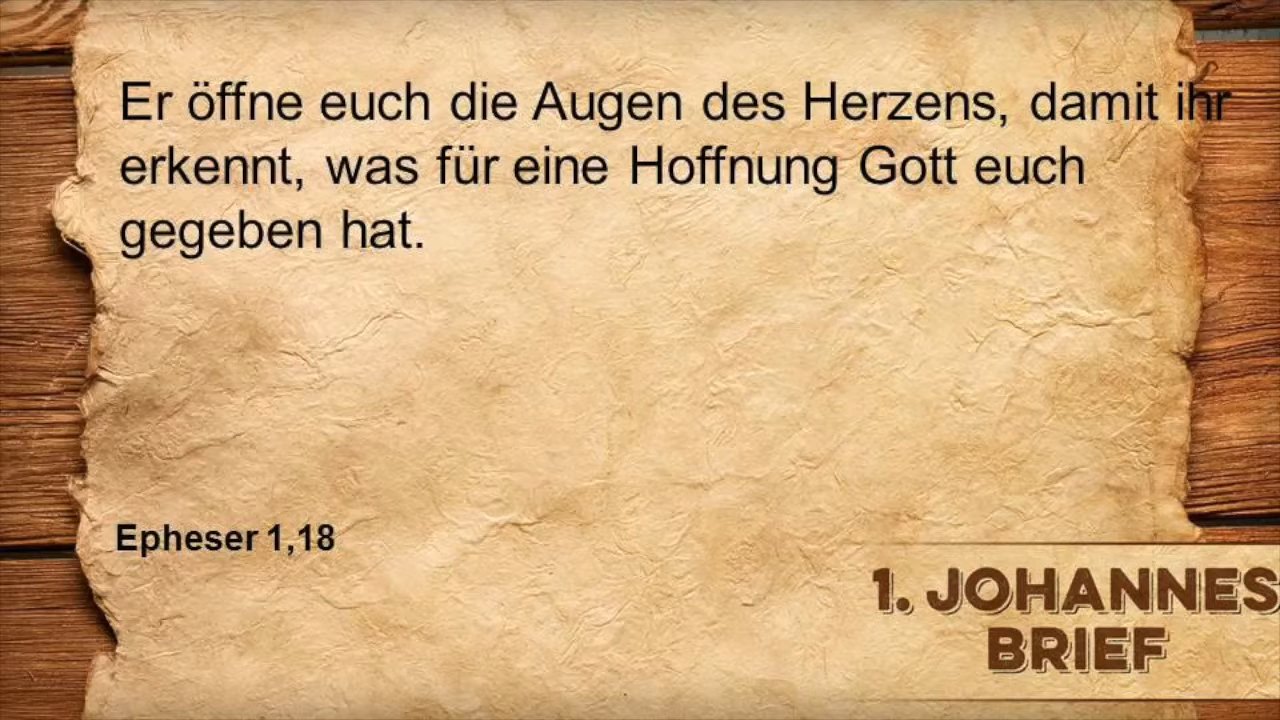 Er öffne euch die Augen des Herzens, damit ihr
erkennt, was für eine Hoffnung Gott euch
gegeben hat.
Epheser 1,18
1. JOHANNES
BRIEF